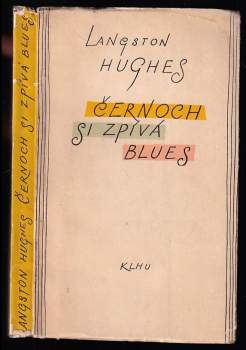 LANGSTON HUGHES ČERNOCH SI ZPÍVÁ BLUES
LANGSTON
HUGHES
ČERNOCH
SI ZPÍVÁ
BLUES
KLHU